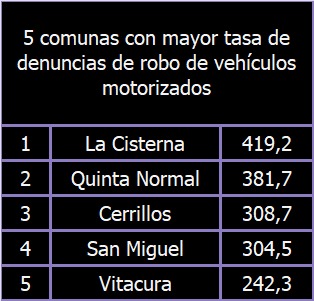 5 comunas con mayor tasa de
denuncias de robo de vehículos
motorizados
1 La Cisterna 419,2
2 Quinta Normal 381,7
3 Cerrillos 308,7
4 San Miguel 304,5
5 Vitacura 242,3